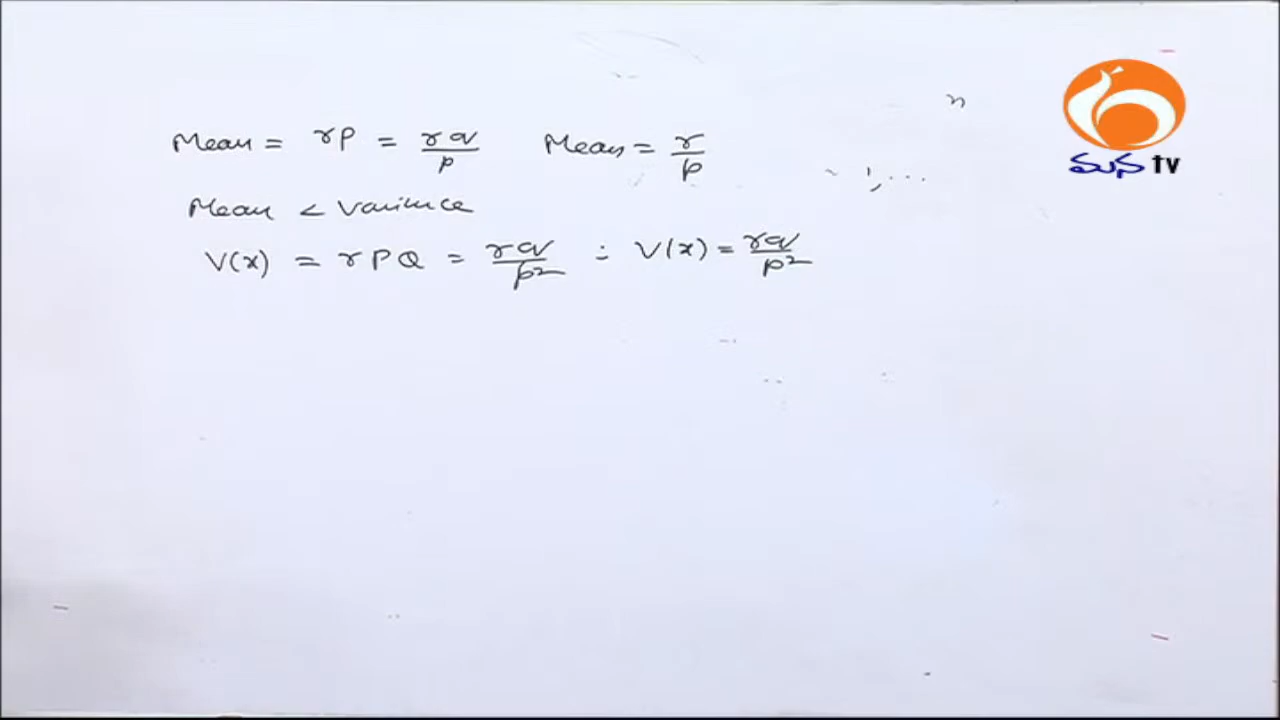 n
Mean = rP = rq/p Mean = r/p
మన tv
Mean < Variance
V(x) = rPQ = rq/p² ∴ V(x) = rq/p²